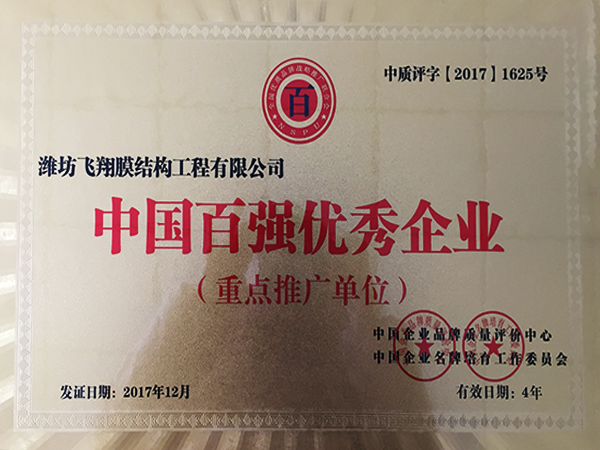 中质评字【2017】1625号
百
NSPU
潍坊飞翔膜结构工程有限公司
中国百强优秀企业
（重点推广单位）
中国企业品牌质量评价中心
中国企业名牌培育工作委员会
发证日期：2017年12月
有效日期：4年